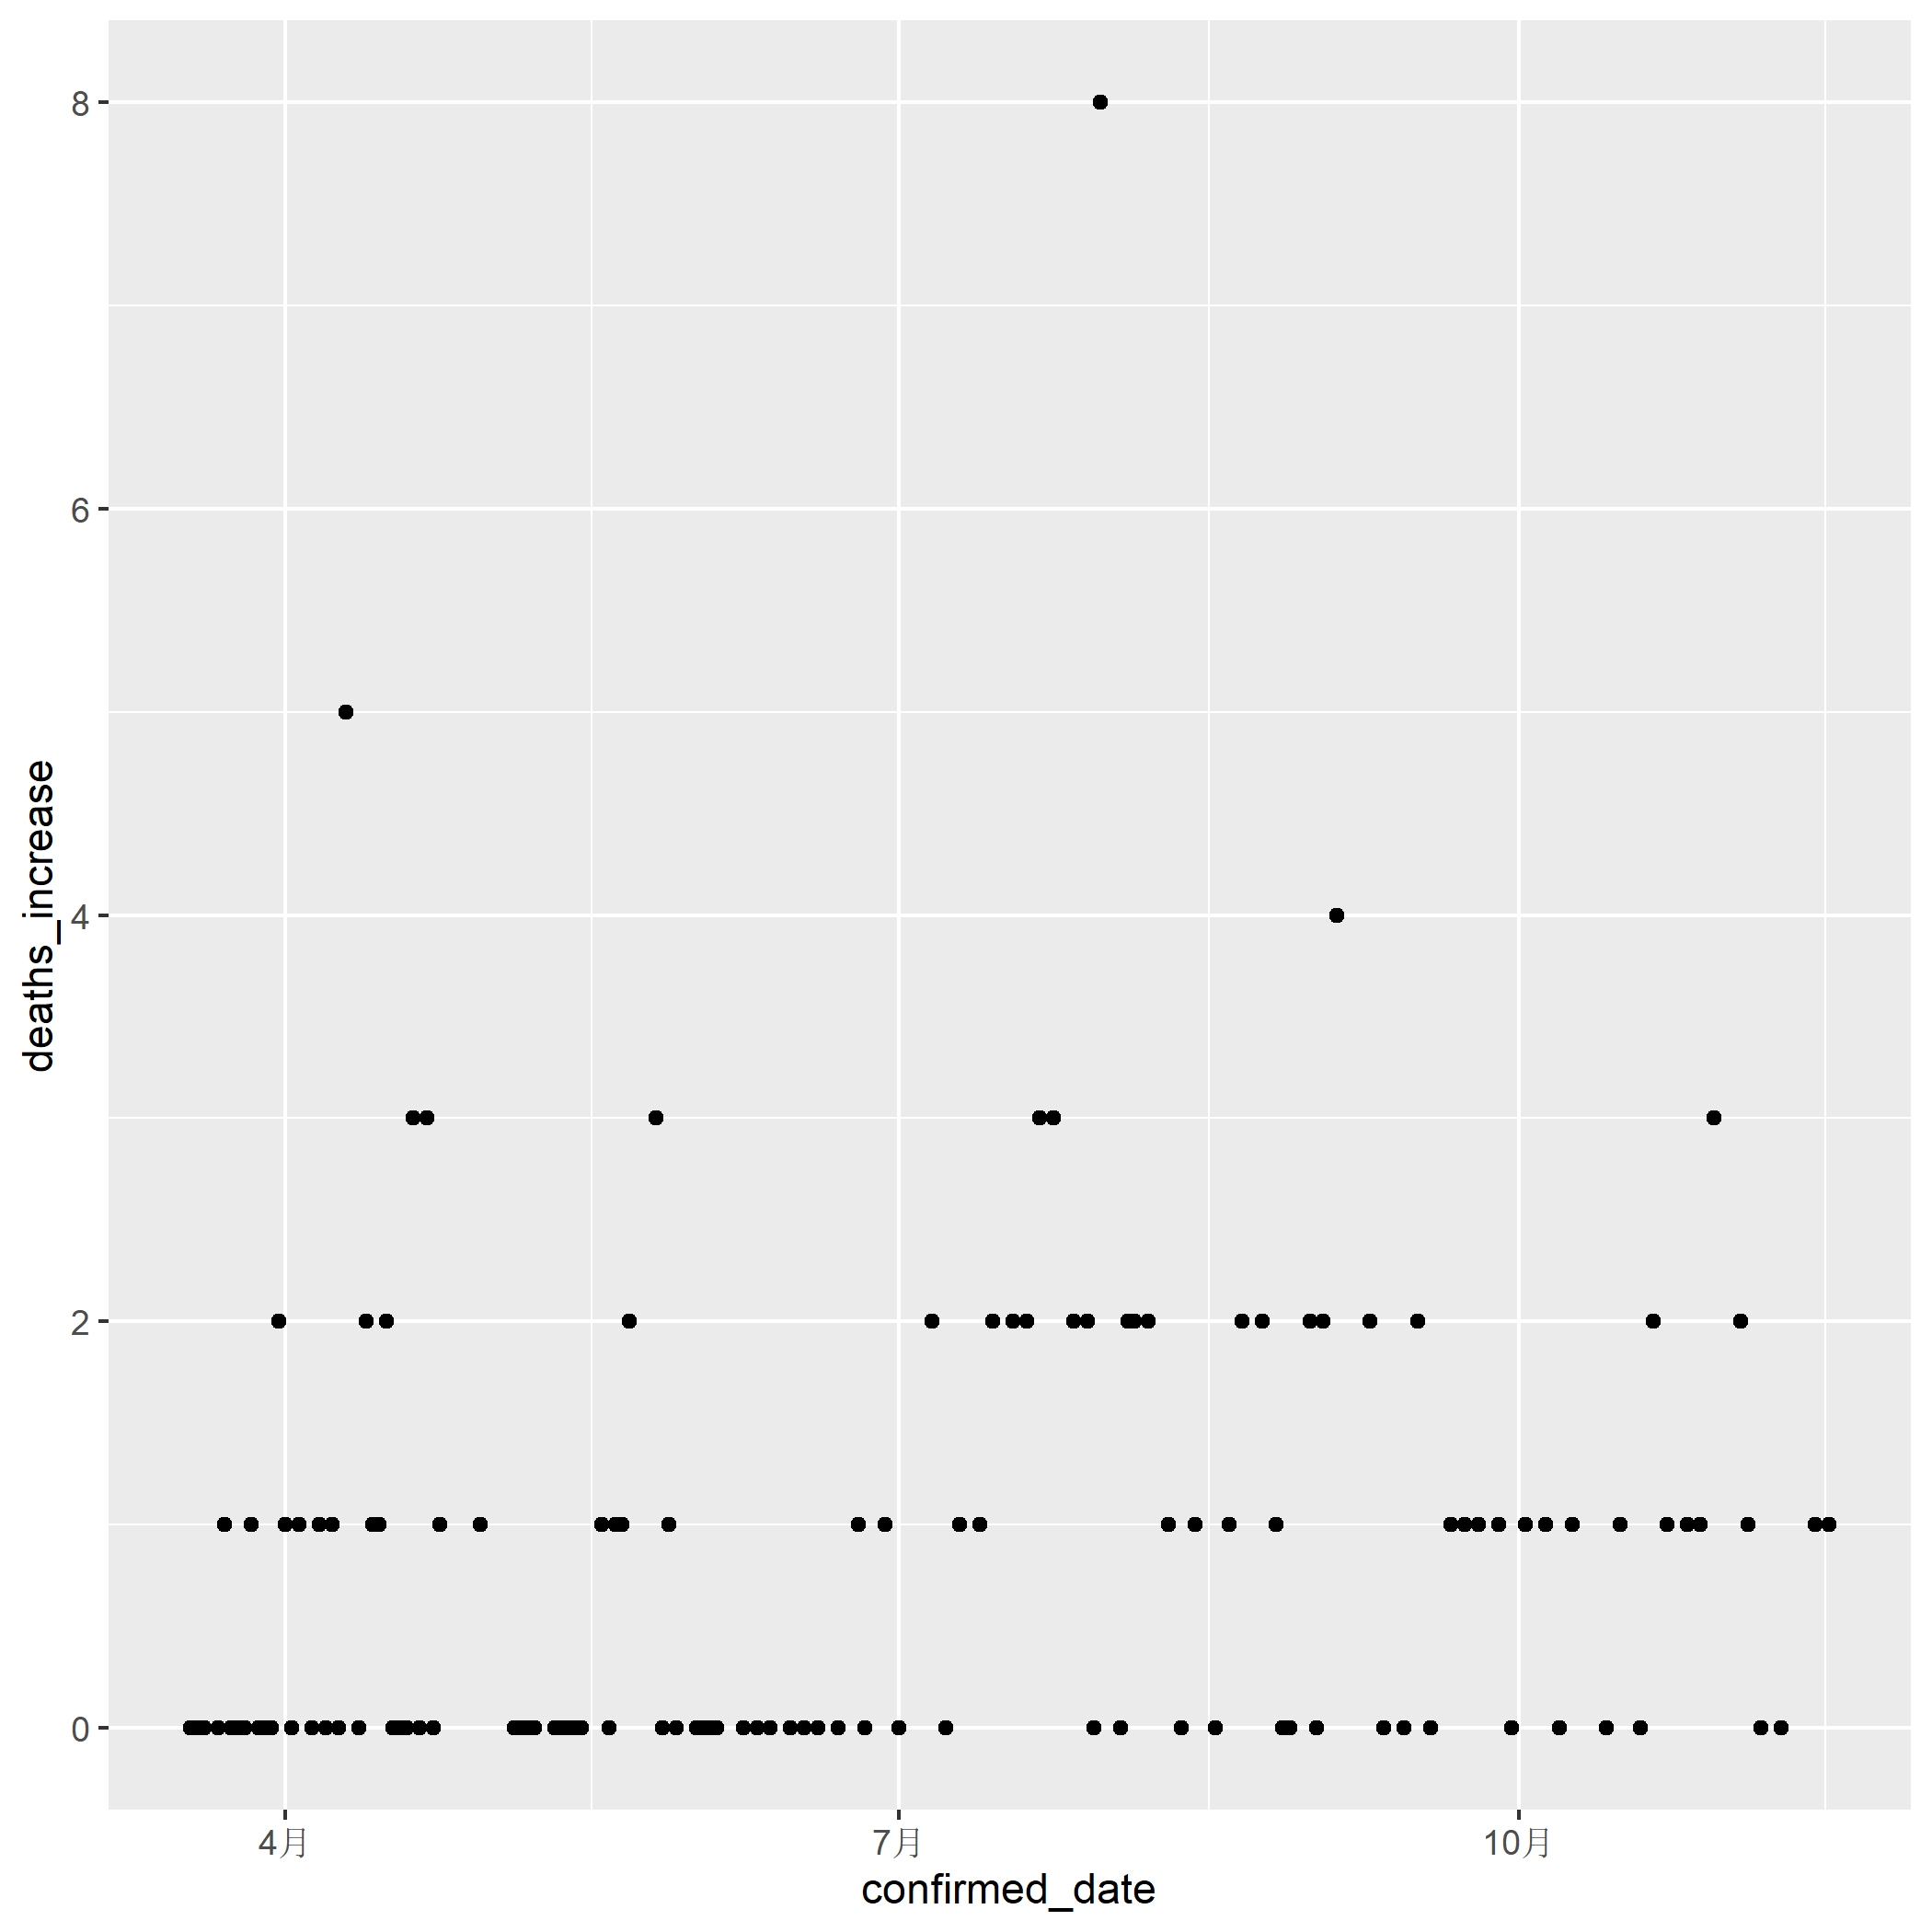 8
6
4
2
0
deaths_increase
4月
7月
10月
confirmed_date